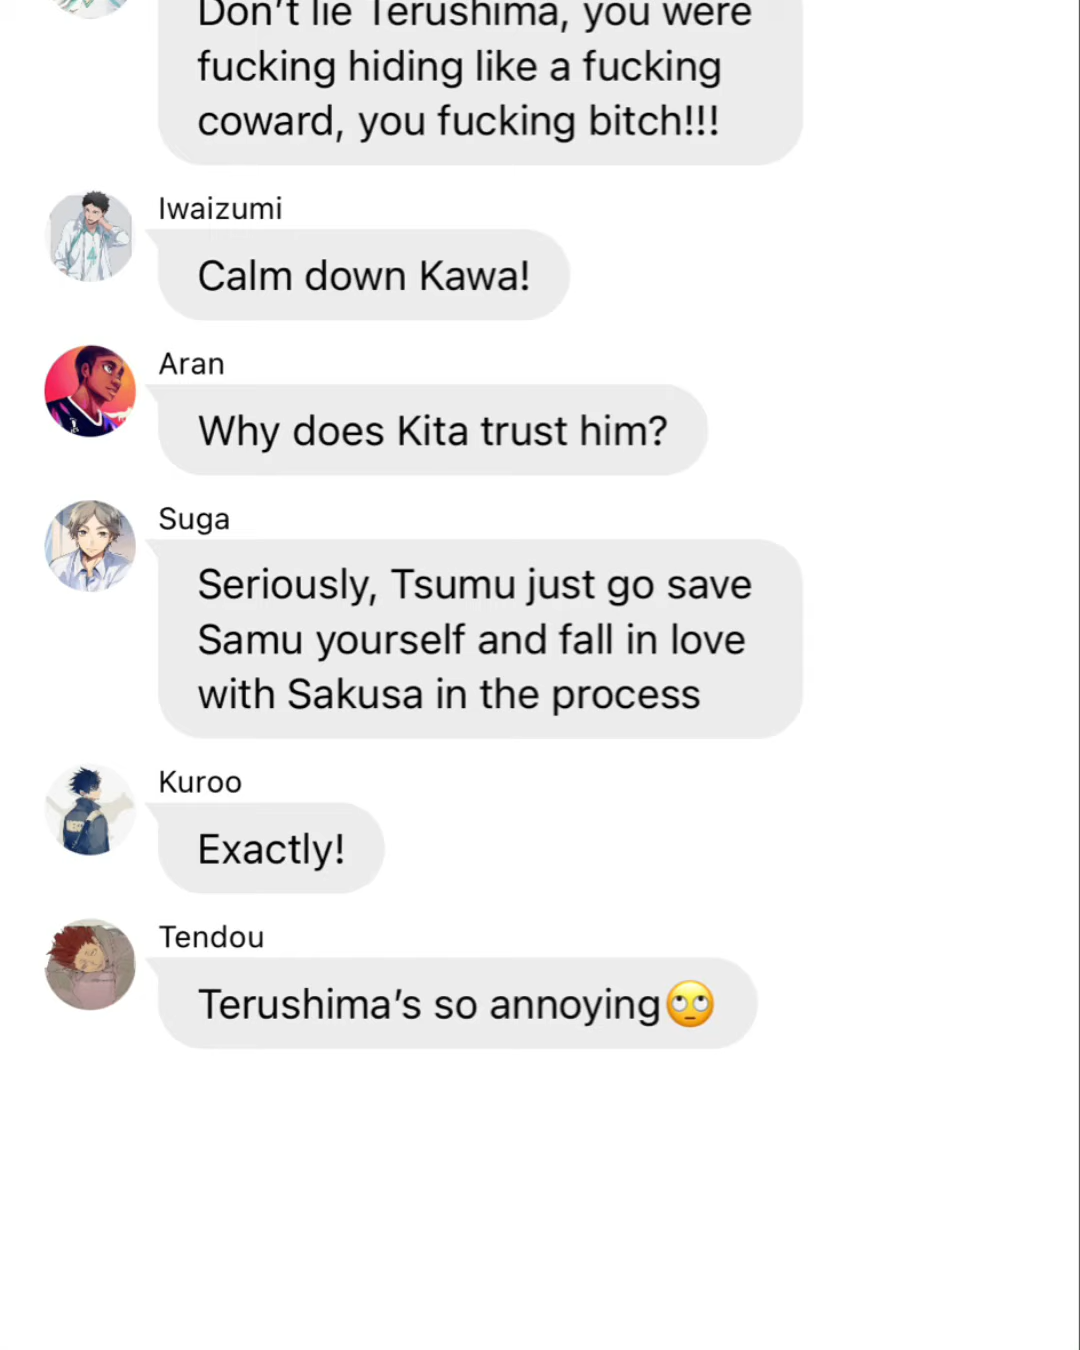 Don't lie Terushima, you were
fucking hiding like a fucking
coward, you fucking bitch!!!
Iwaizumi
Calm down Kawa!
Aran
Why does Kita trust him?
Suga
Seriously, Tsumu just go save
Samu yourself and fall in love
with Sakusa in the process
Kuroo
Exactly!
Tendou
Terushima's so annoying🙄